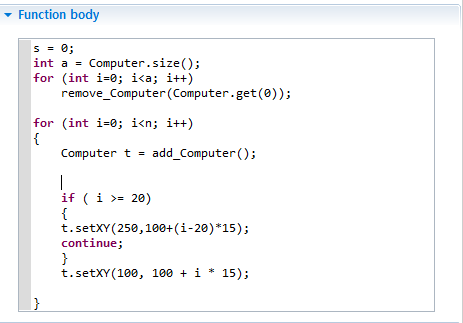 Function body
s = 0;
int a = Computer.size();
for (int i=0; i<a; i++)
remove_Computer(Computer.get(0));
for (int i=0; i<n; i++)
{
Computer t = add_Computer();
if ( i >= 20)
{
t.setXY(250,100+(i-20)*15);
continue;
}
t.setXY(100, 100 + i * 15);
}